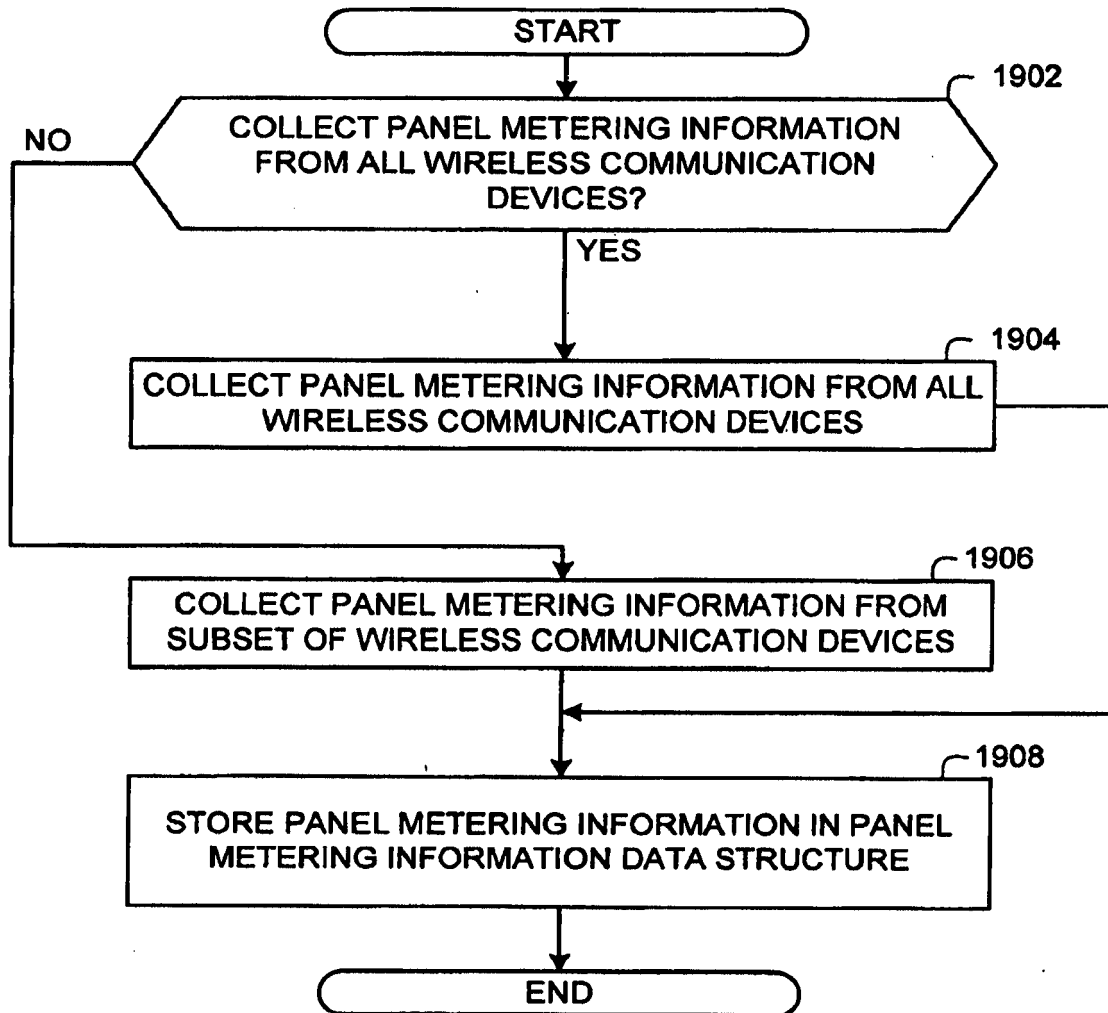 START
1902
COLLECT PANEL METERING INFORMATION
FROM ALL WIRELESS COMMUNICATION
DEVICES?
NO
YES
1904
COLLECT PANEL METERING INFORMATION FROM ALL
WIRELESS COMMUNICATION DEVICES
1906
COLLECT PANEL METERING INFORMATION FROM
SUBSET OF WIRELESS COMMUNICATION DEVICES
1908
STORE PANEL METERING INFORMATION IN PANEL
METERING INFORMATION DATA STRUCTURE
END